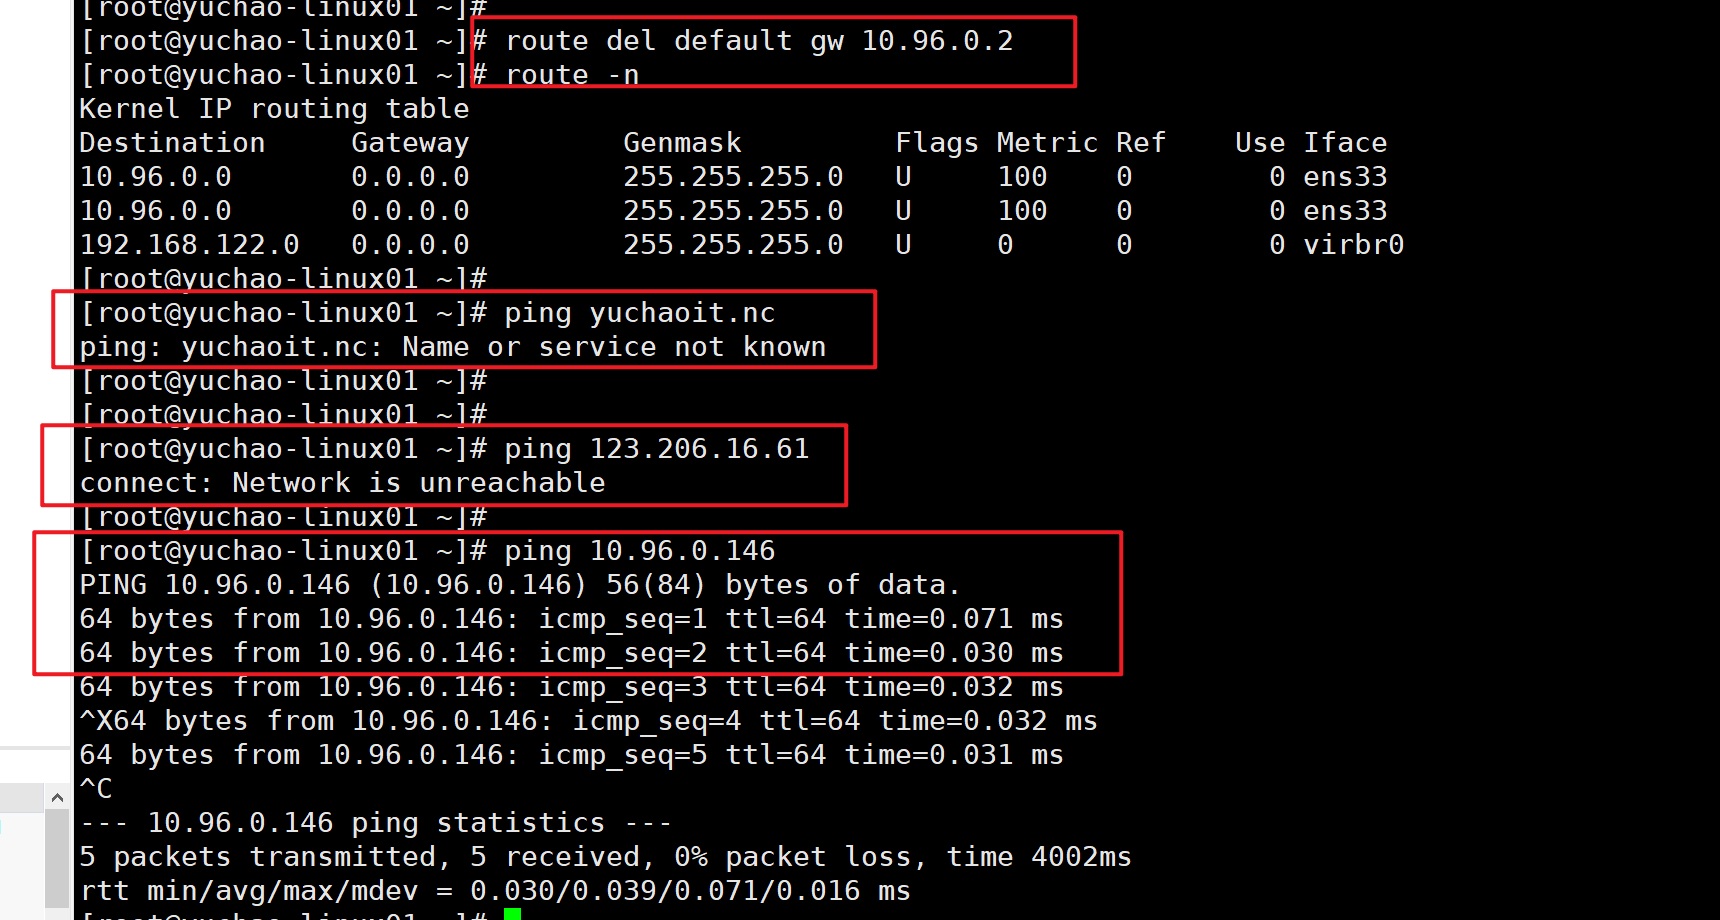 [root@yuchao-linux01 ~]#
[root@yuchao-linux01 ~]# route del default gw 10.96.0.2
[root@yuchao-linux01 ~]# route -n
Kernel IP routing table
Destination     Gateway         Genmask         Flags Metric Ref    Use Iface
10.96.0.0       0.0.0.0         255.255.255.0   U     100    0        0 ens33
10.96.0.0       0.0.0.0         255.255.255.0   U     100    0        0 ens33
192.168.122.0   0.0.0.0         255.255.255.0   U     0      0        0 virbr0
[root@yuchao-linux01 ~]#
[root@yuchao-linux01 ~]# ping yuchaoit.nc
ping: yuchaoit.nc: Name or service not known
[root@yuchao-linux01 ~]#
[root@yuchao-linux01 ~]#
[root@yuchao-linux01 ~]# ping 123.206.16.61
connect: Network is unreachable
[root@yuchao-linux01 ~]#
[root@yuchao-linux01 ~]# ping 10.96.0.146
PING 10.96.0.146 (10.96.0.146) 56(84) bytes of data.
64 bytes from 10.96.0.146: icmp_seq=1 ttl=64 time=0.071 ms
64 bytes from 10.96.0.146: icmp_seq=2 ttl=64 time=0.030 ms
64 bytes from 10.96.0.146: icmp_seq=3 ttl=64 time=0.032 ms
^X64 bytes from 10.96.0.146: icmp_seq=4 ttl=64 time=0.032 ms
64 bytes from 10.96.0.146: icmp_seq=5 ttl=64 time=0.031 ms
^C
--- 10.96.0.146 ping statistics ---
5 packets transmitted, 5 received, 0% packet loss, time 4002ms
rtt min/avg/max/mdev = 0.030/0.039/0.071/0.016 ms
[root@yuchao-linux01 ~]#